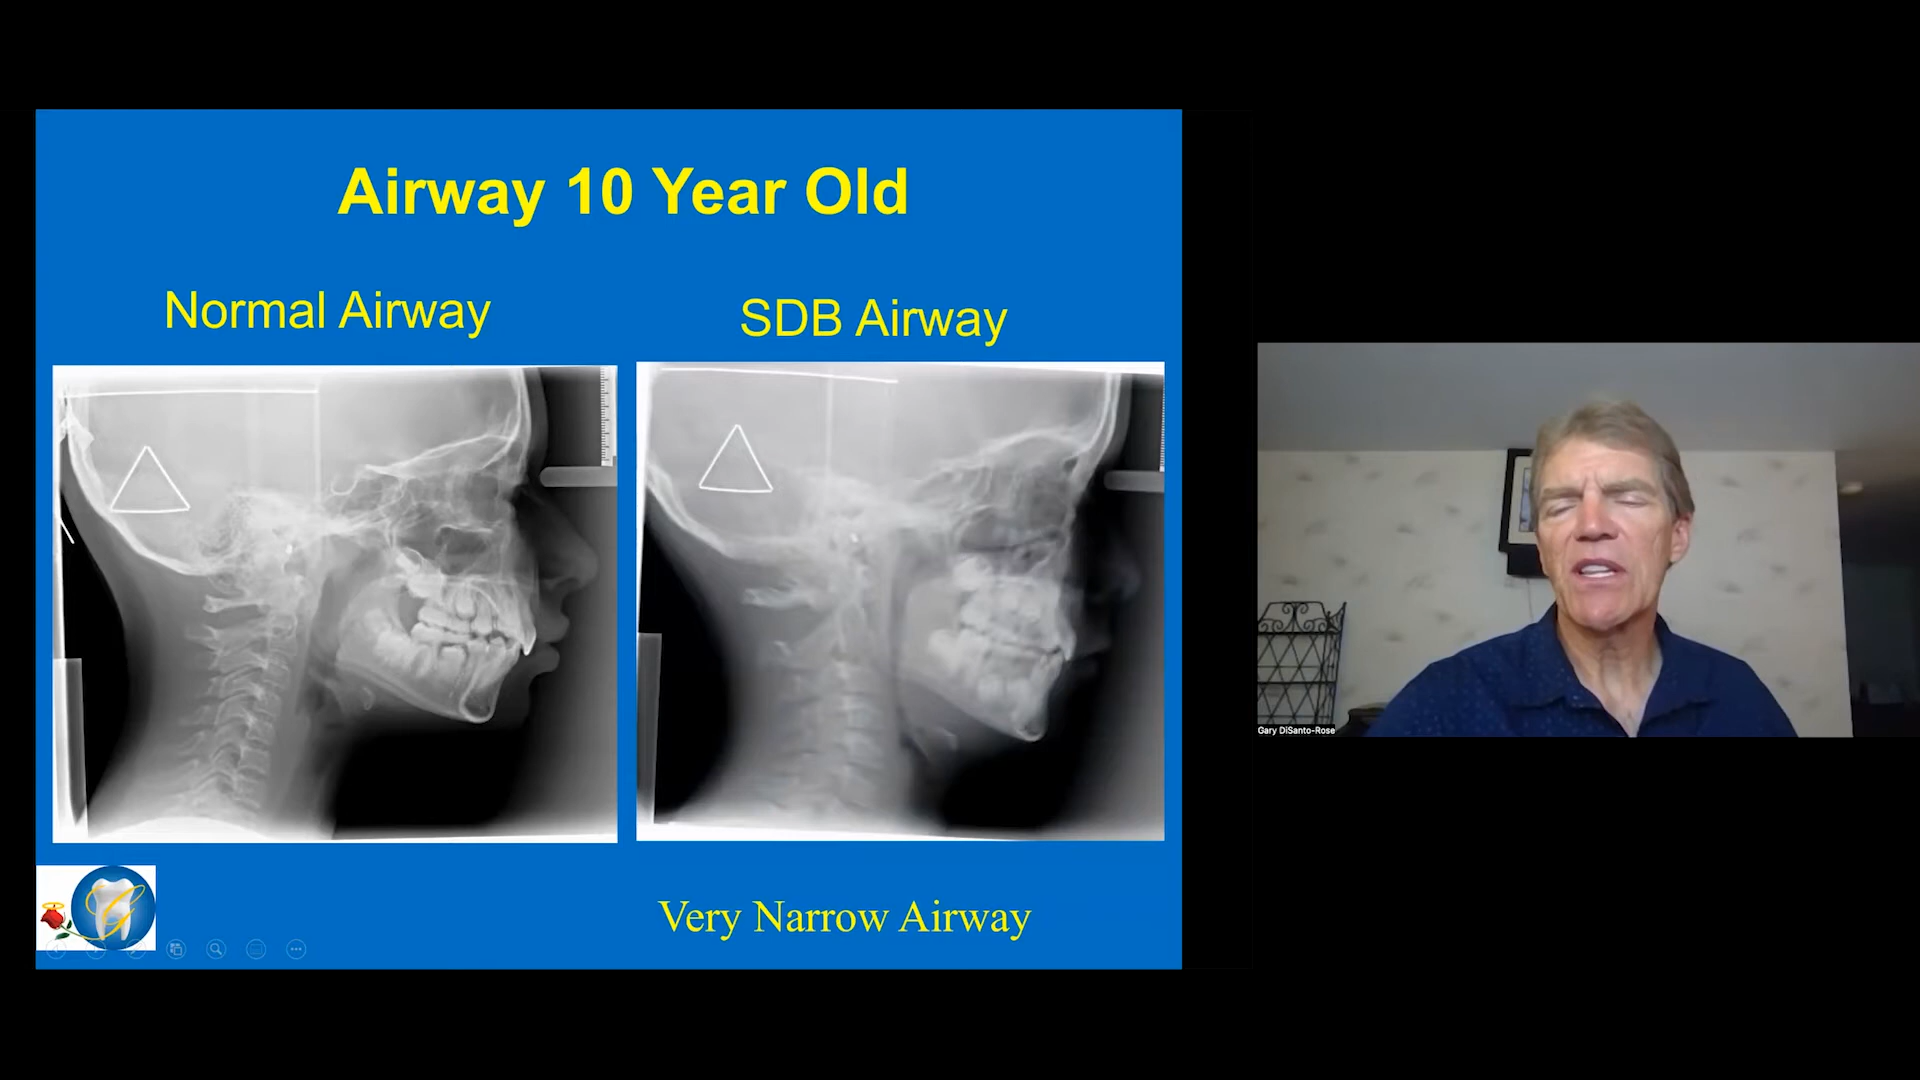 Airway 10 Year Old
Normal Airway
SDB Airway
Very Narrow Airway
Gary DiSanto-Rose